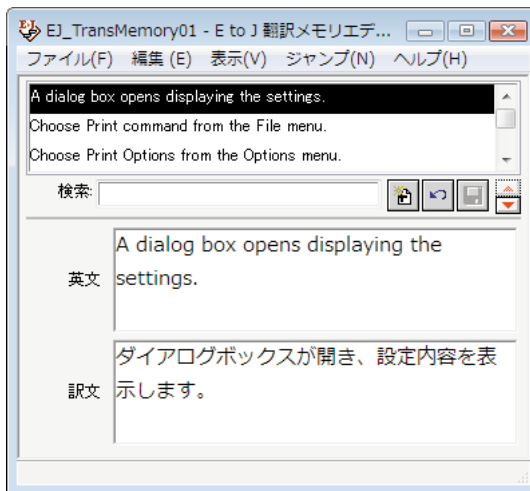 EJ_TransMemory01 - E to J 翻訳メモリエデ...
ファイル(F) 編集 (E) 表示(V) ジャンプ(N) ヘルプ(H)
A dialog box opens displaying the settings.
Choose Print command from the File menu.
Choose Print Options from the Options menu.
検索:
英文
A dialog box opens displaying the
settings.
訳文
ダイアログボックスが開き、設定内容を表
示します。